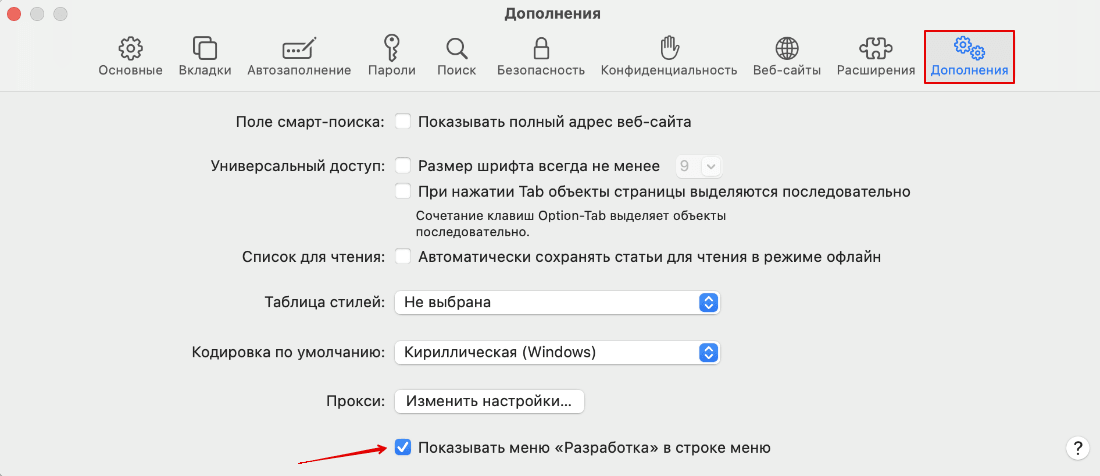 Дополнения
Основные Вкладки Автозаполнение Пароли Поиск Безопасность Конфиденциальность Веб-сайты Расширения Дополнения
Поле смарт-поиска: Показывать полный адрес веб-сайта
Универсальный доступ: Размер шрифта всегда не менее 9
При нажатии Tab объекты страницы выделяются последовательно
Сочетание клавиш Option-Tab выделяет объекты
последовательно.
Список для чтения: Автоматически сохранять статьи для чтения в режиме офлайн
Таблица стилей: Не выбрана
Кодировка по умолчанию: Кириллическая (Windows)
Прокси: Изменить настройки...
Показывать меню «Разработка» в строке меню ?